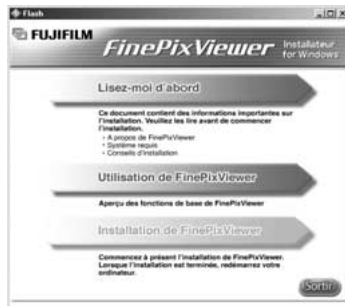 Flash
FUJIFILM
FinePixViewer
Installateur
for Windows
Lisez-moi d'abord
Ce document contient des informations importantes sur
l'installation. Veuillez les lire avant de commencer
l'installation.
- A propos de FinePixViewer
- Système requis
- Conseils d'installation
Utilisation de FinePixViewer
Aperçu des fonctions de base de FinePixViewer
Installation de FinePixViewer
Commencez à présent l'installation de FinePixViewer.
Lorsque l'installation est terminée, redémarrez votre
ordinateur.
Sortir